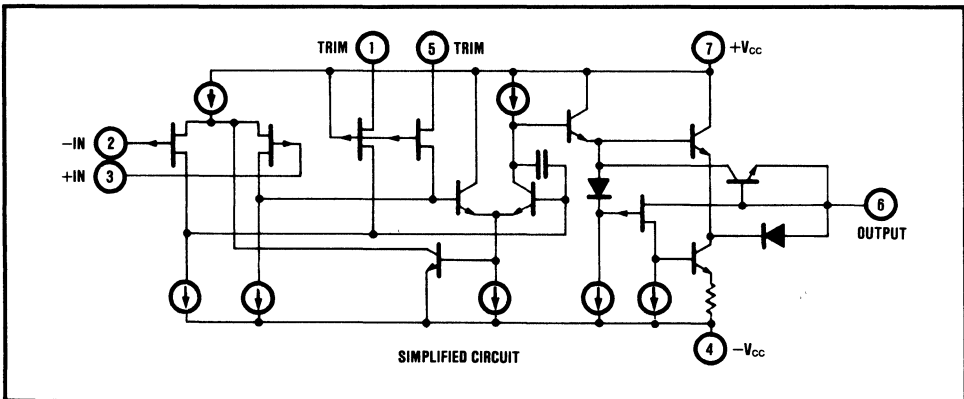 TRIM 1 5 TRIM 7 +Vcc
-IN 2
+IN 3
6
OUTPUT
4 -Vcc
SIMPLIFIED CIRCUIT